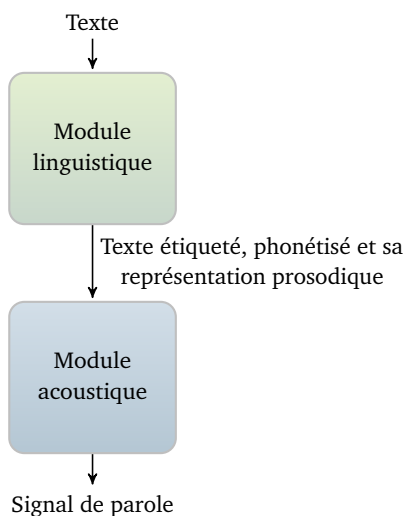 Texte
Module
linguistique
Texte étiqueté, phonétisé et sa
représentation prosodique
Module
acoustique
Signal de parole